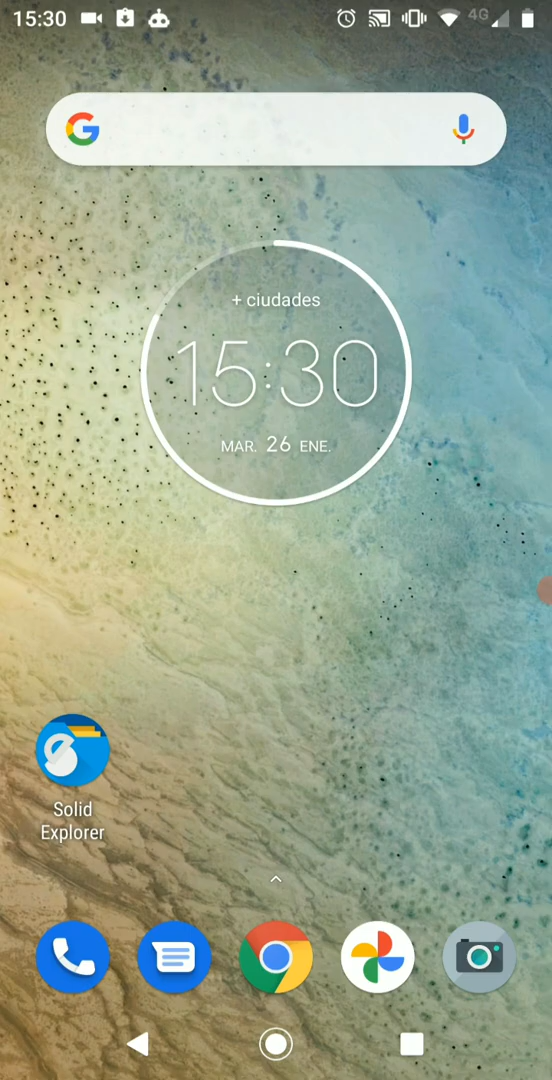 15:30
4G
+ ciudades
15:30
MAR. 26 ENE.
Solid
Explorer